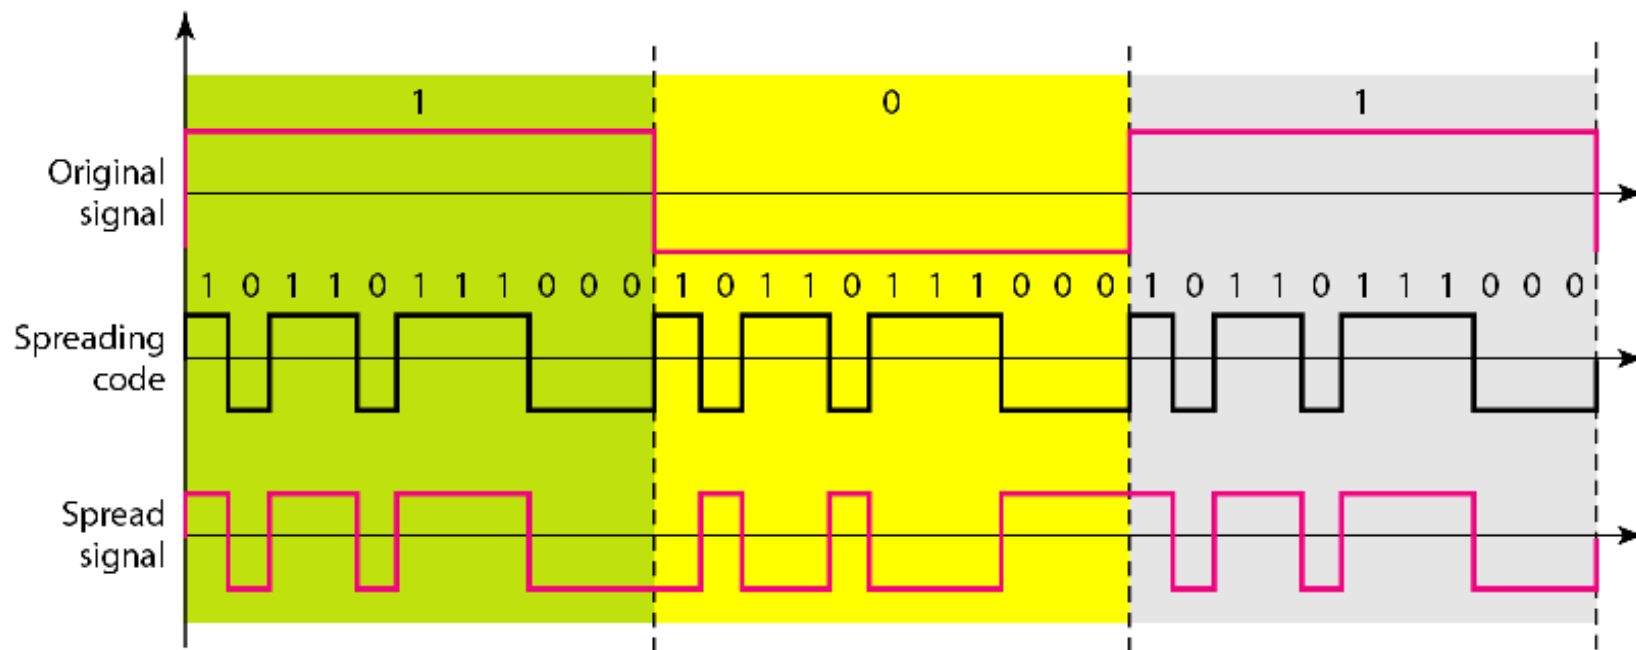 1 0 1
Original
signal
1 0 1 1 0 1 1 1 0 0 0 1 0 1 1 0 1 1 1 0 0 0 1 0 1 1 0 1 1 1 0 0 0
Spreading
code
Spread
signal